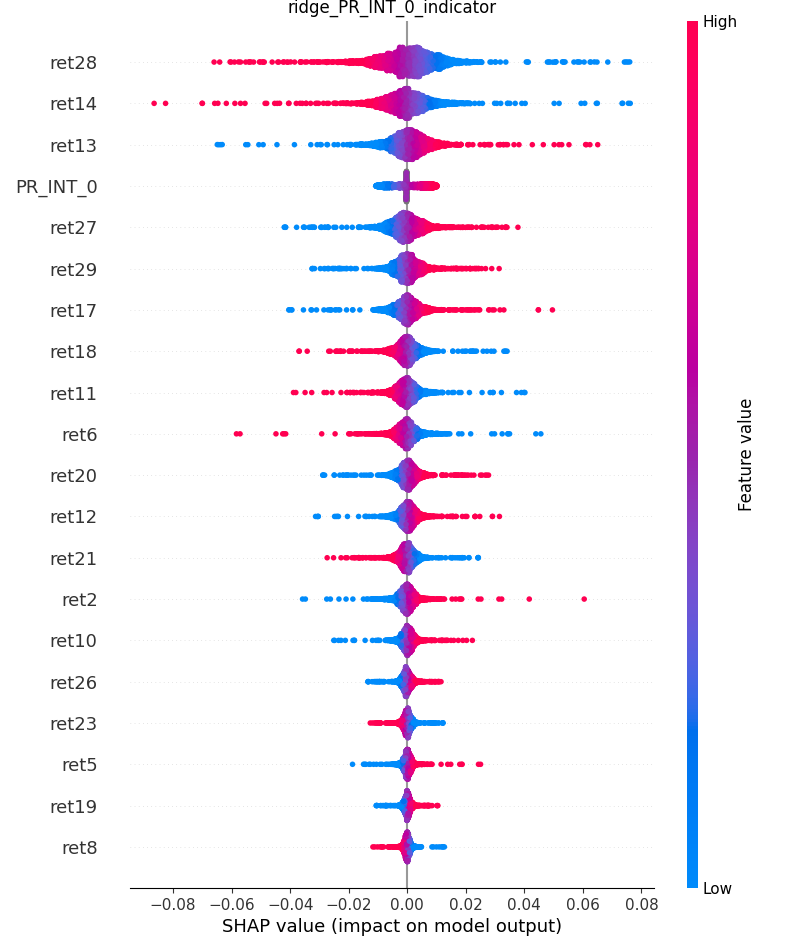 ridge_PR_INT_0_indicator
High
ret28
ret14
ret13
PR_INT_0
ret27
ret29
ret17
ret18
ret11
ret6
ret20
ret12
ret21
ret2
ret10
ret26
ret23
ret5
ret19
ret8
Feature value
Low
−0.08 −0.06 −0.04 −0.02 0.00 0.02 0.04 0.06 0.08
SHAP value (impact on model output)